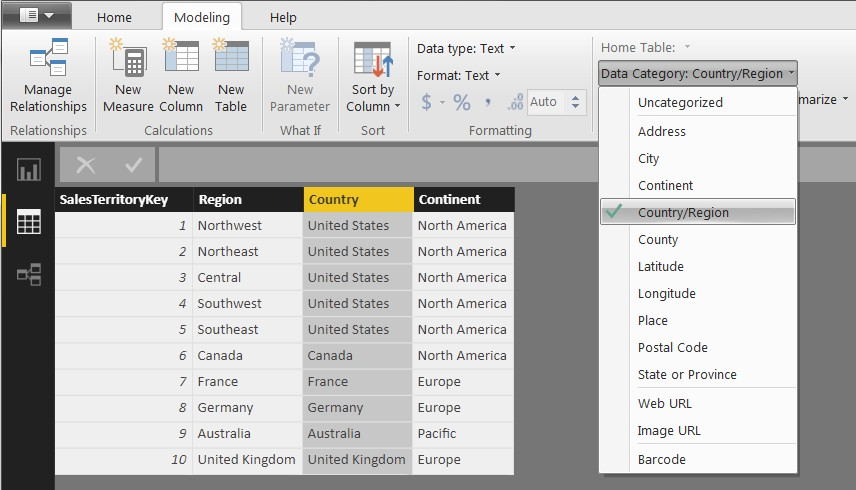 Home Modeling Help
Manage Relationships
New Measure
New Column
New Table
New Parameter
Sort by Column
Data type: Text
Format: Text
$ % , .00 Auto
Home Table:
Data Category: Country/Region
marize
Relationships Calculations What If Sort Formatting
Uncategorized
Address
City
Continent
Country/Region
County
Latitude
Longitude
Place
Postal Code
State or Province
Web URL
Image URL
Barcode
SalesTerritoryKey Region Country Continent
1 Northwest United States North America
2 Northeast United States North America
3 Central United States North America
4 Southwest United States North America
5 Southeast United States North America
6 Canada Canada North America
7 France France Europe
8 Germany Germany Europe
9 Australia Australia Pacific
10 United Kingdom United Kingdom Europe